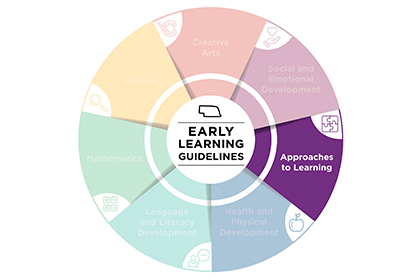 Creative
Arts
Social and
Emotional
Development
Approaches
to Learning
Health and
Physical
Development
Language
and Literacy
Development
Mathematics
Science
EARLY
LEARNING
GUIDELINES